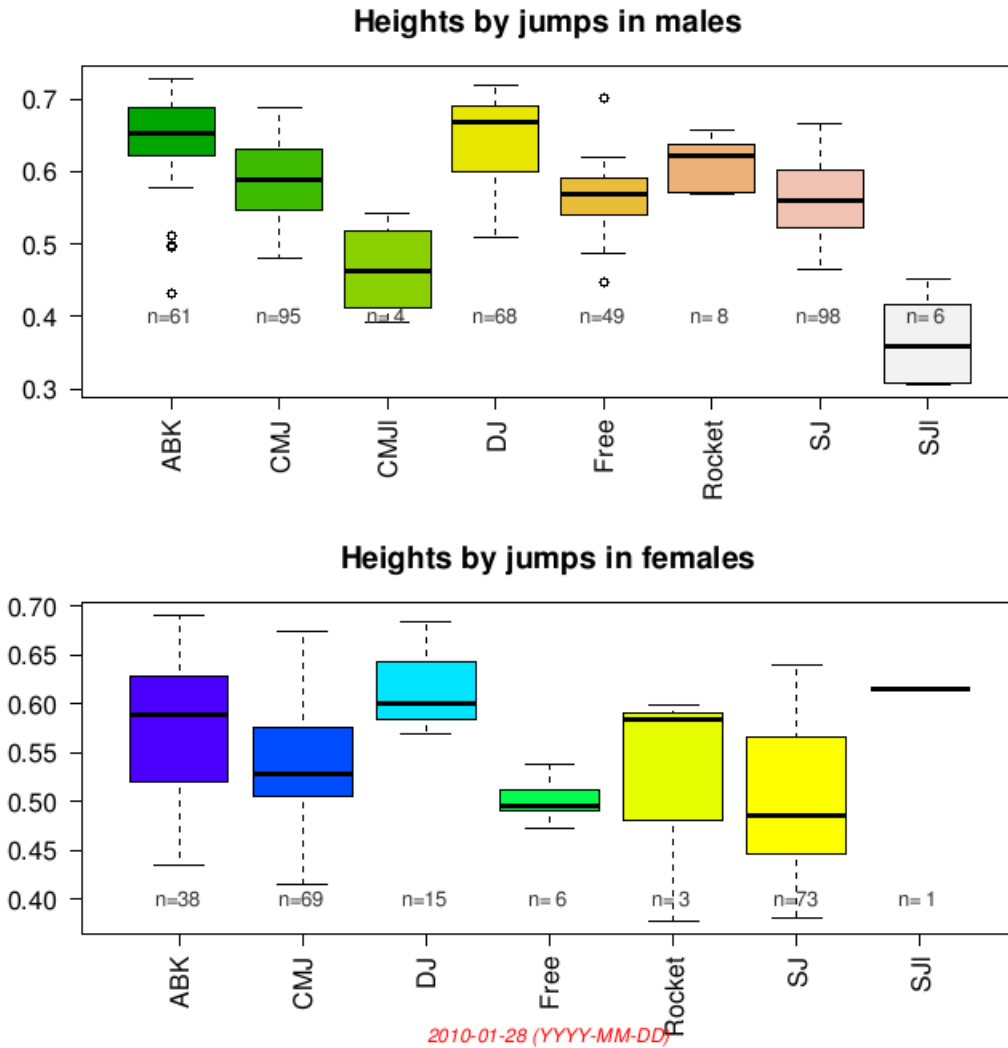 Heights by jumps in males
0.7
0.6
0.5
0.4
0.3
n=61 n=95 n= 4 n=68 n=49 n= 8 n=98 n= 6
ABK CMJ CMJl DJ Free Rocket SJ SJl
Heights by jumps in females
0.70
0.65
0.60
0.55
0.50
0.45
0.40
n=38 n=69 n=15 n= 6 n= 3 n=73 n= 1
ABK CMJ DJ Free Rocket SJ SJl
2010-01-28 (YYYY-MM-DD)